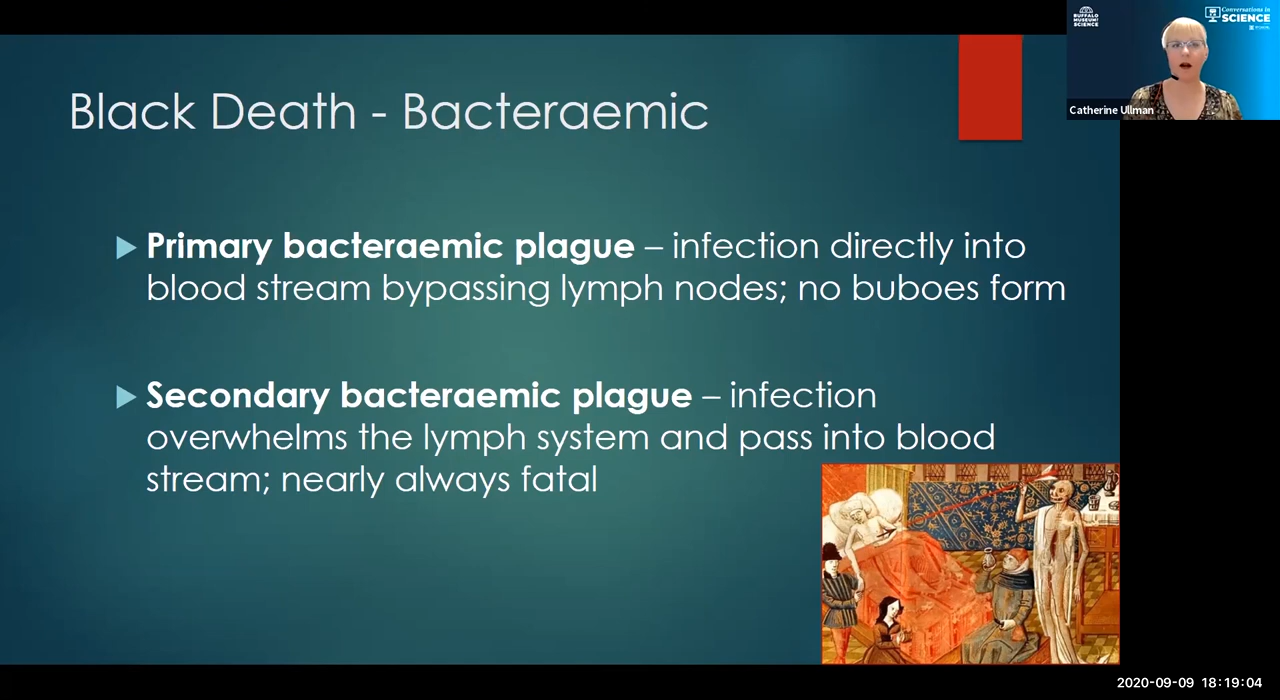 Black Death - Bacteraemic
Primary bacteraemic plague – infection directly into
blood stream bypassing lymph nodes; no buboes form
Secondary bacteraemic plague – infection
overwhelms the lymph system and pass into blood
stream; nearly always fatal
BUFFALO
MUSEUM of
SCIENCE
Conversations in
SCIENCE
Catherine Ullman
2020-09-09 18:19:04